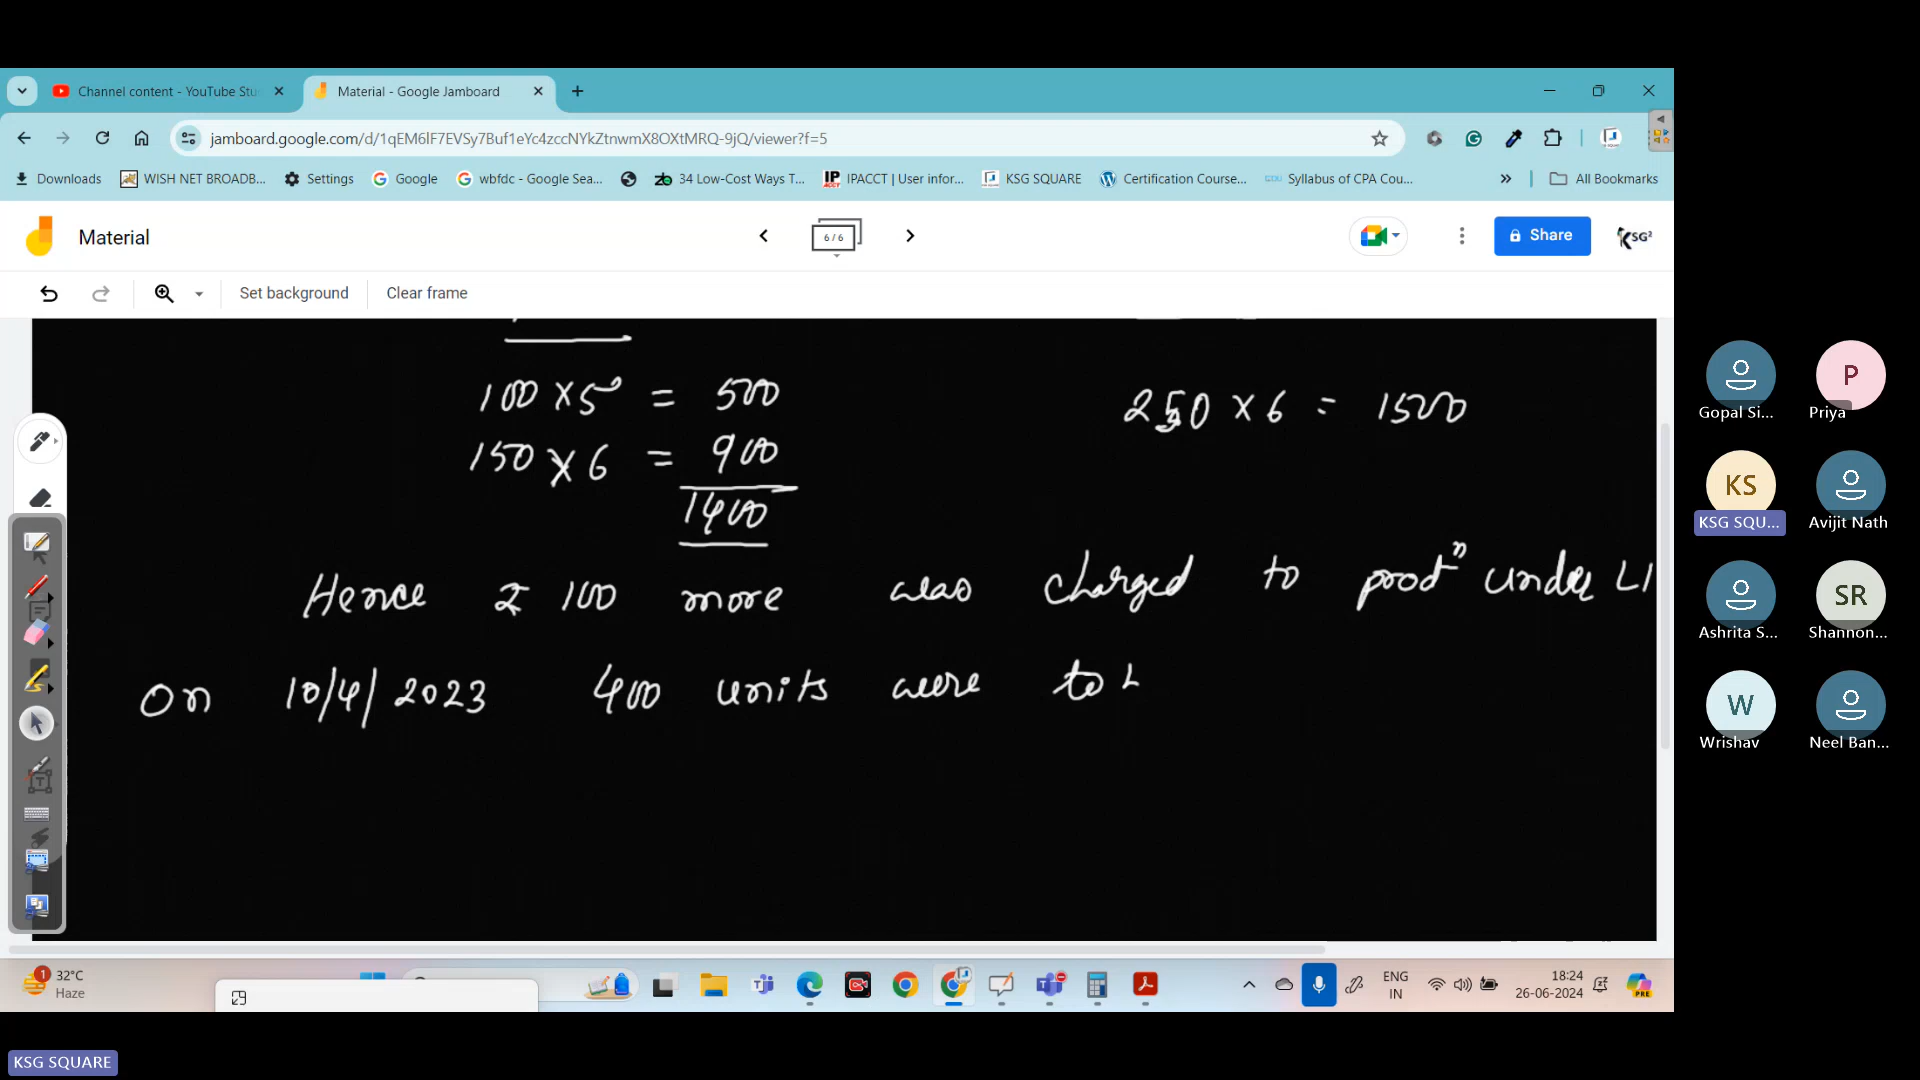 Channel content - YouTube Stu
Material - Google Jamboard
jamboard.google.com/d/1qEM6lF7EVSy7Buf1eYc4zccNYkZtnwmX8OXtMRQ-9jQ/viewer?f=5
Downloads WISH NET BROADB... Settings Google wbfdc - Google Sea... 34 Low-Cost Ways T... IPACCT | User infor... KSG SQUARE Certification Course... Syllabus of CPA Cou... » All Bookmarks
Material 6 / 6 Share KSG²
Set background Clear frame
100 × 5 = 500
150 × 6 = 900
1400
250 × 6 = 1500
Hence ₹ 100 more was charged to prodⁿ under LI
On 10/4/2023 400 units were to
Gopal Si...
P
Priya
KS
KSG SQU...
Avijit Nath
Ashrita S...
SR
Shannon...
W
Wrishav
Neel Ban...
1
32°C
Haze
ENG
IN
18:24
26-06-2024
PRE
KSG SQUARE